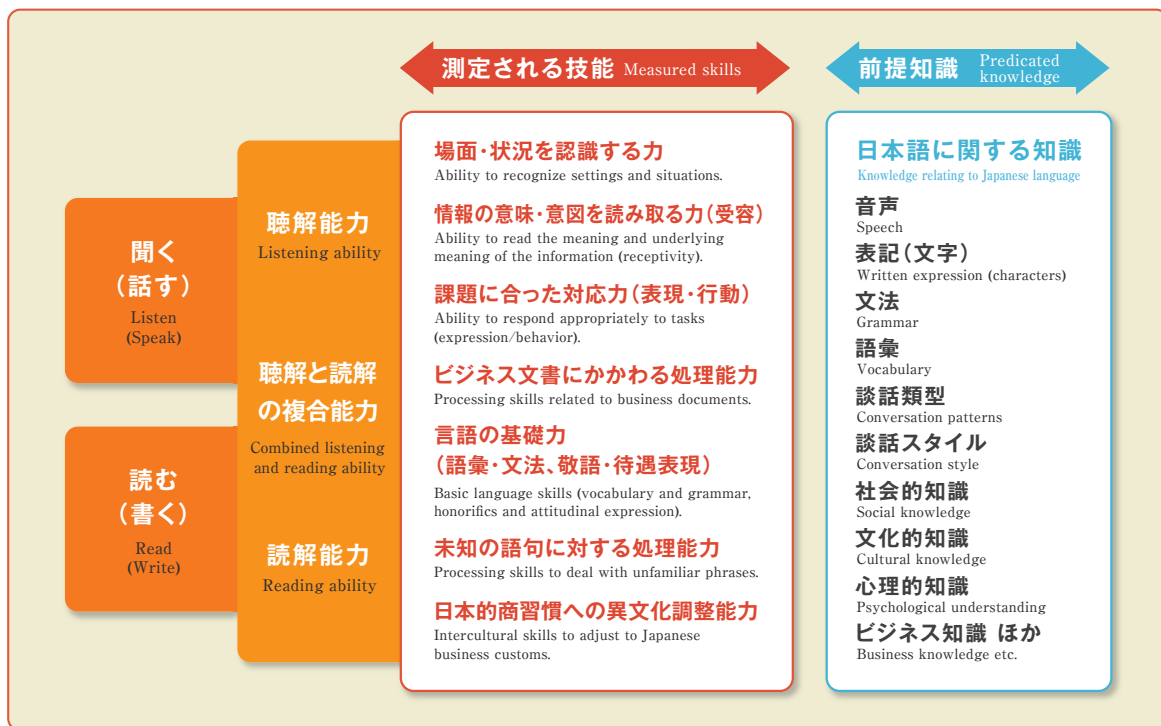 測定される技能 Measured skills
前提知識 Predicated
knowledge
聞く
（話す）
Listen
(Speak)
読む
（書く）
Read
(Write)
聴解能力
Listening ability
聴解と読解
の複合能力
Combined listening
and reading ability
読解能力
Reading ability
場面・状況を認識する力
Ability to recognize settings and situations.
情報の意味・意図を読み取る力（受容）
Ability to read the meaning and underlying
meaning of the information (receptivity).
課題に合った対応力（表現・行動）
Ability to respond appropriately to tasks
(expression/behavior).
ビジネス文書にかかわる処理能力
Processing skills related to business documents.
言語の基礎力
（語彙・文法、敬語・待遇表現）
Basic language skills (vocabulary and grammar,
honorifics and attitudinal expression).
未知の語句に対する処理能力
Processing skills to deal with unfamiliar phrases.
日本的商習慣への異文化調整能力
Intercultural skills to adjust to Japanese
business customs.
日本語に関する知識
Knowledge relating to Japanese language
音声
Speech
表記（文字）
Written expression (characters)
文法
Grammar
語彙
Vocabulary
談話類型
Conversation patterns
談話スタイル
Conversation style
社会的知識
Social knowledge
文化的知識
Cultural knowledge
心理的知識
Psychological understanding
ビジネス知識 ほか
Business knowledge etc.